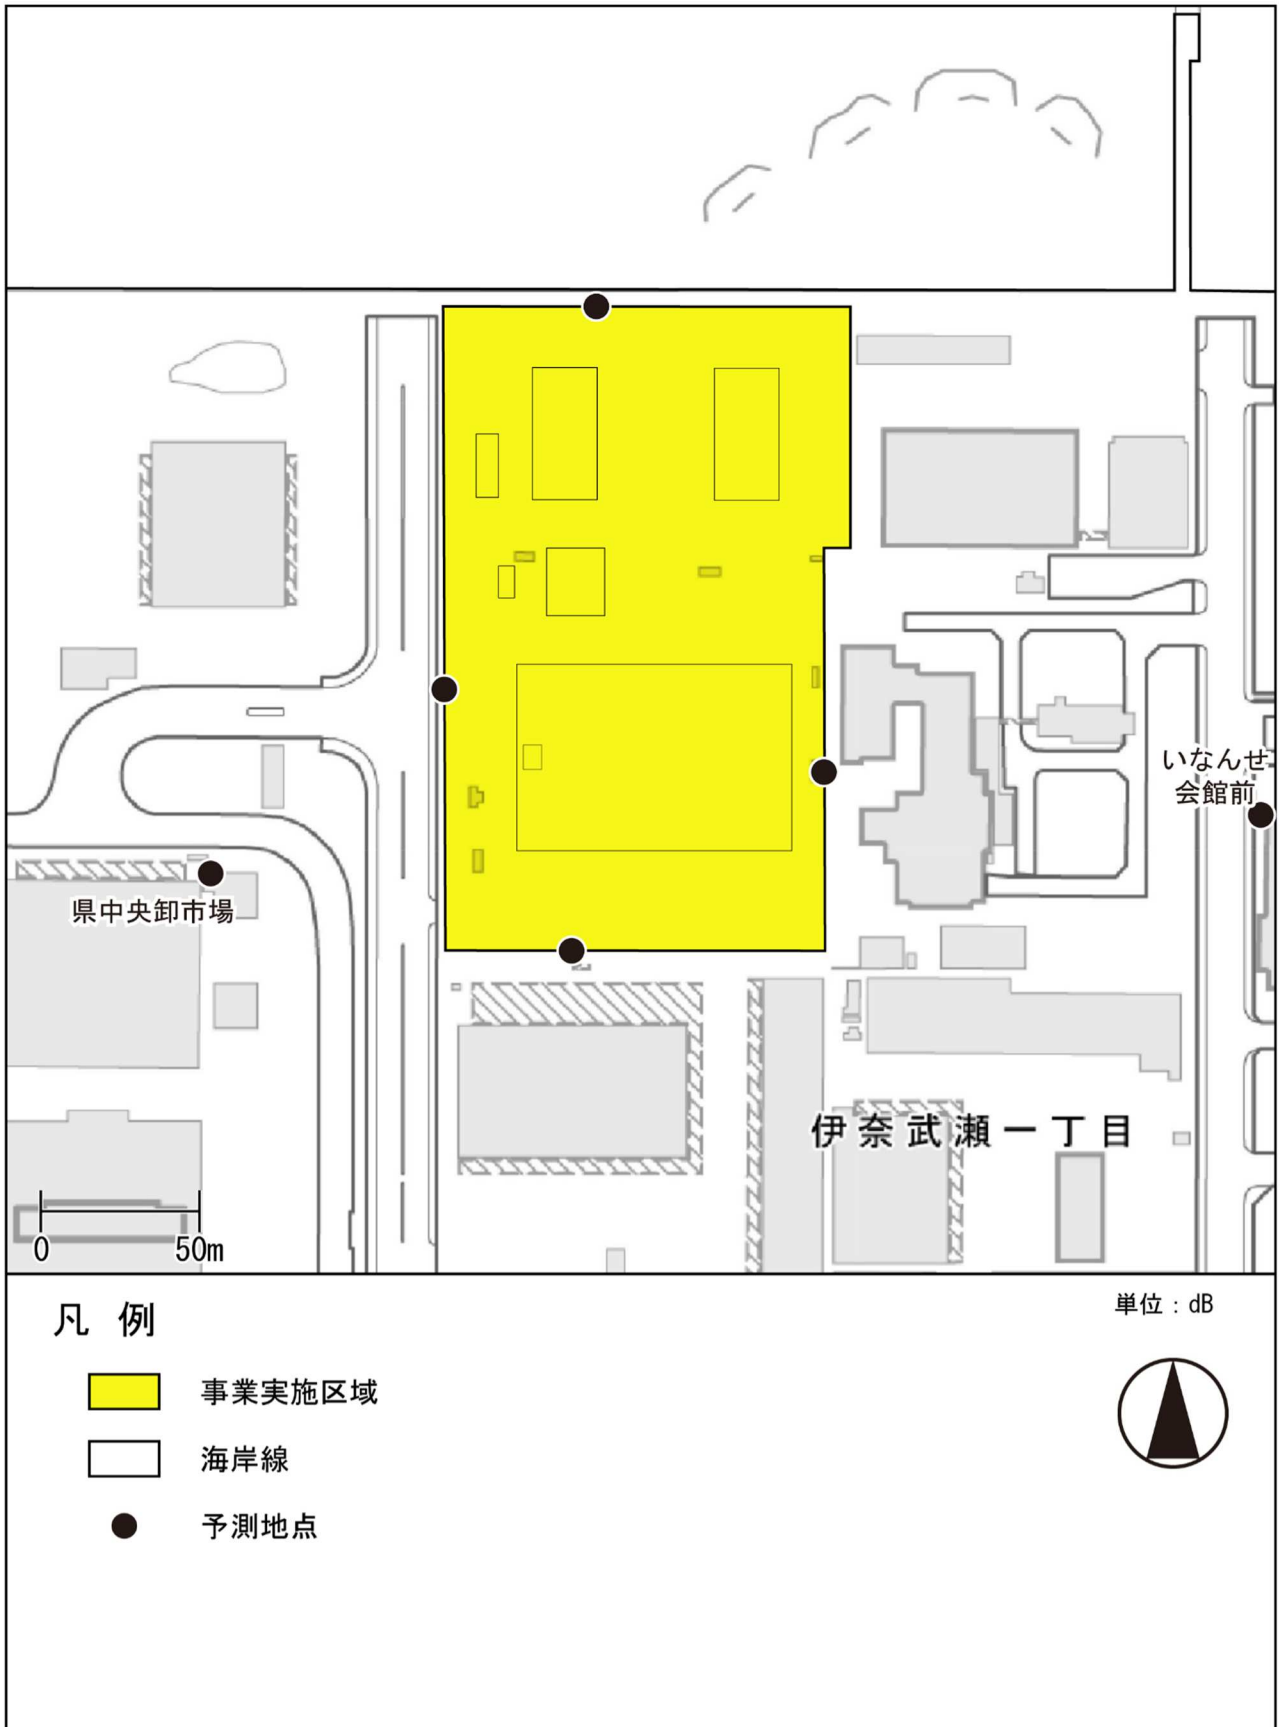 いなんせ
会館前
県中央卸市場
伊奈武瀬一丁目
0 50m
凡 例
単位：dB
事業実施区域
海岸線
予測地点